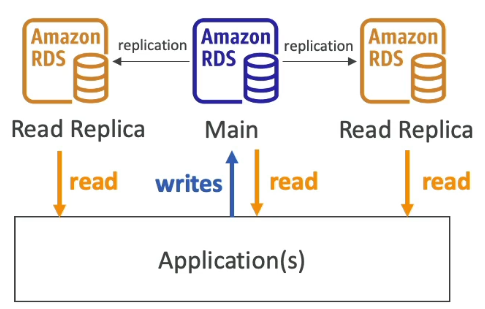 Amazon
RDS
replication
Amazon
RDS
replication
Amazon
RDS
Read Replica
Main
Read Replica
read
writes
read
read
Application(s)